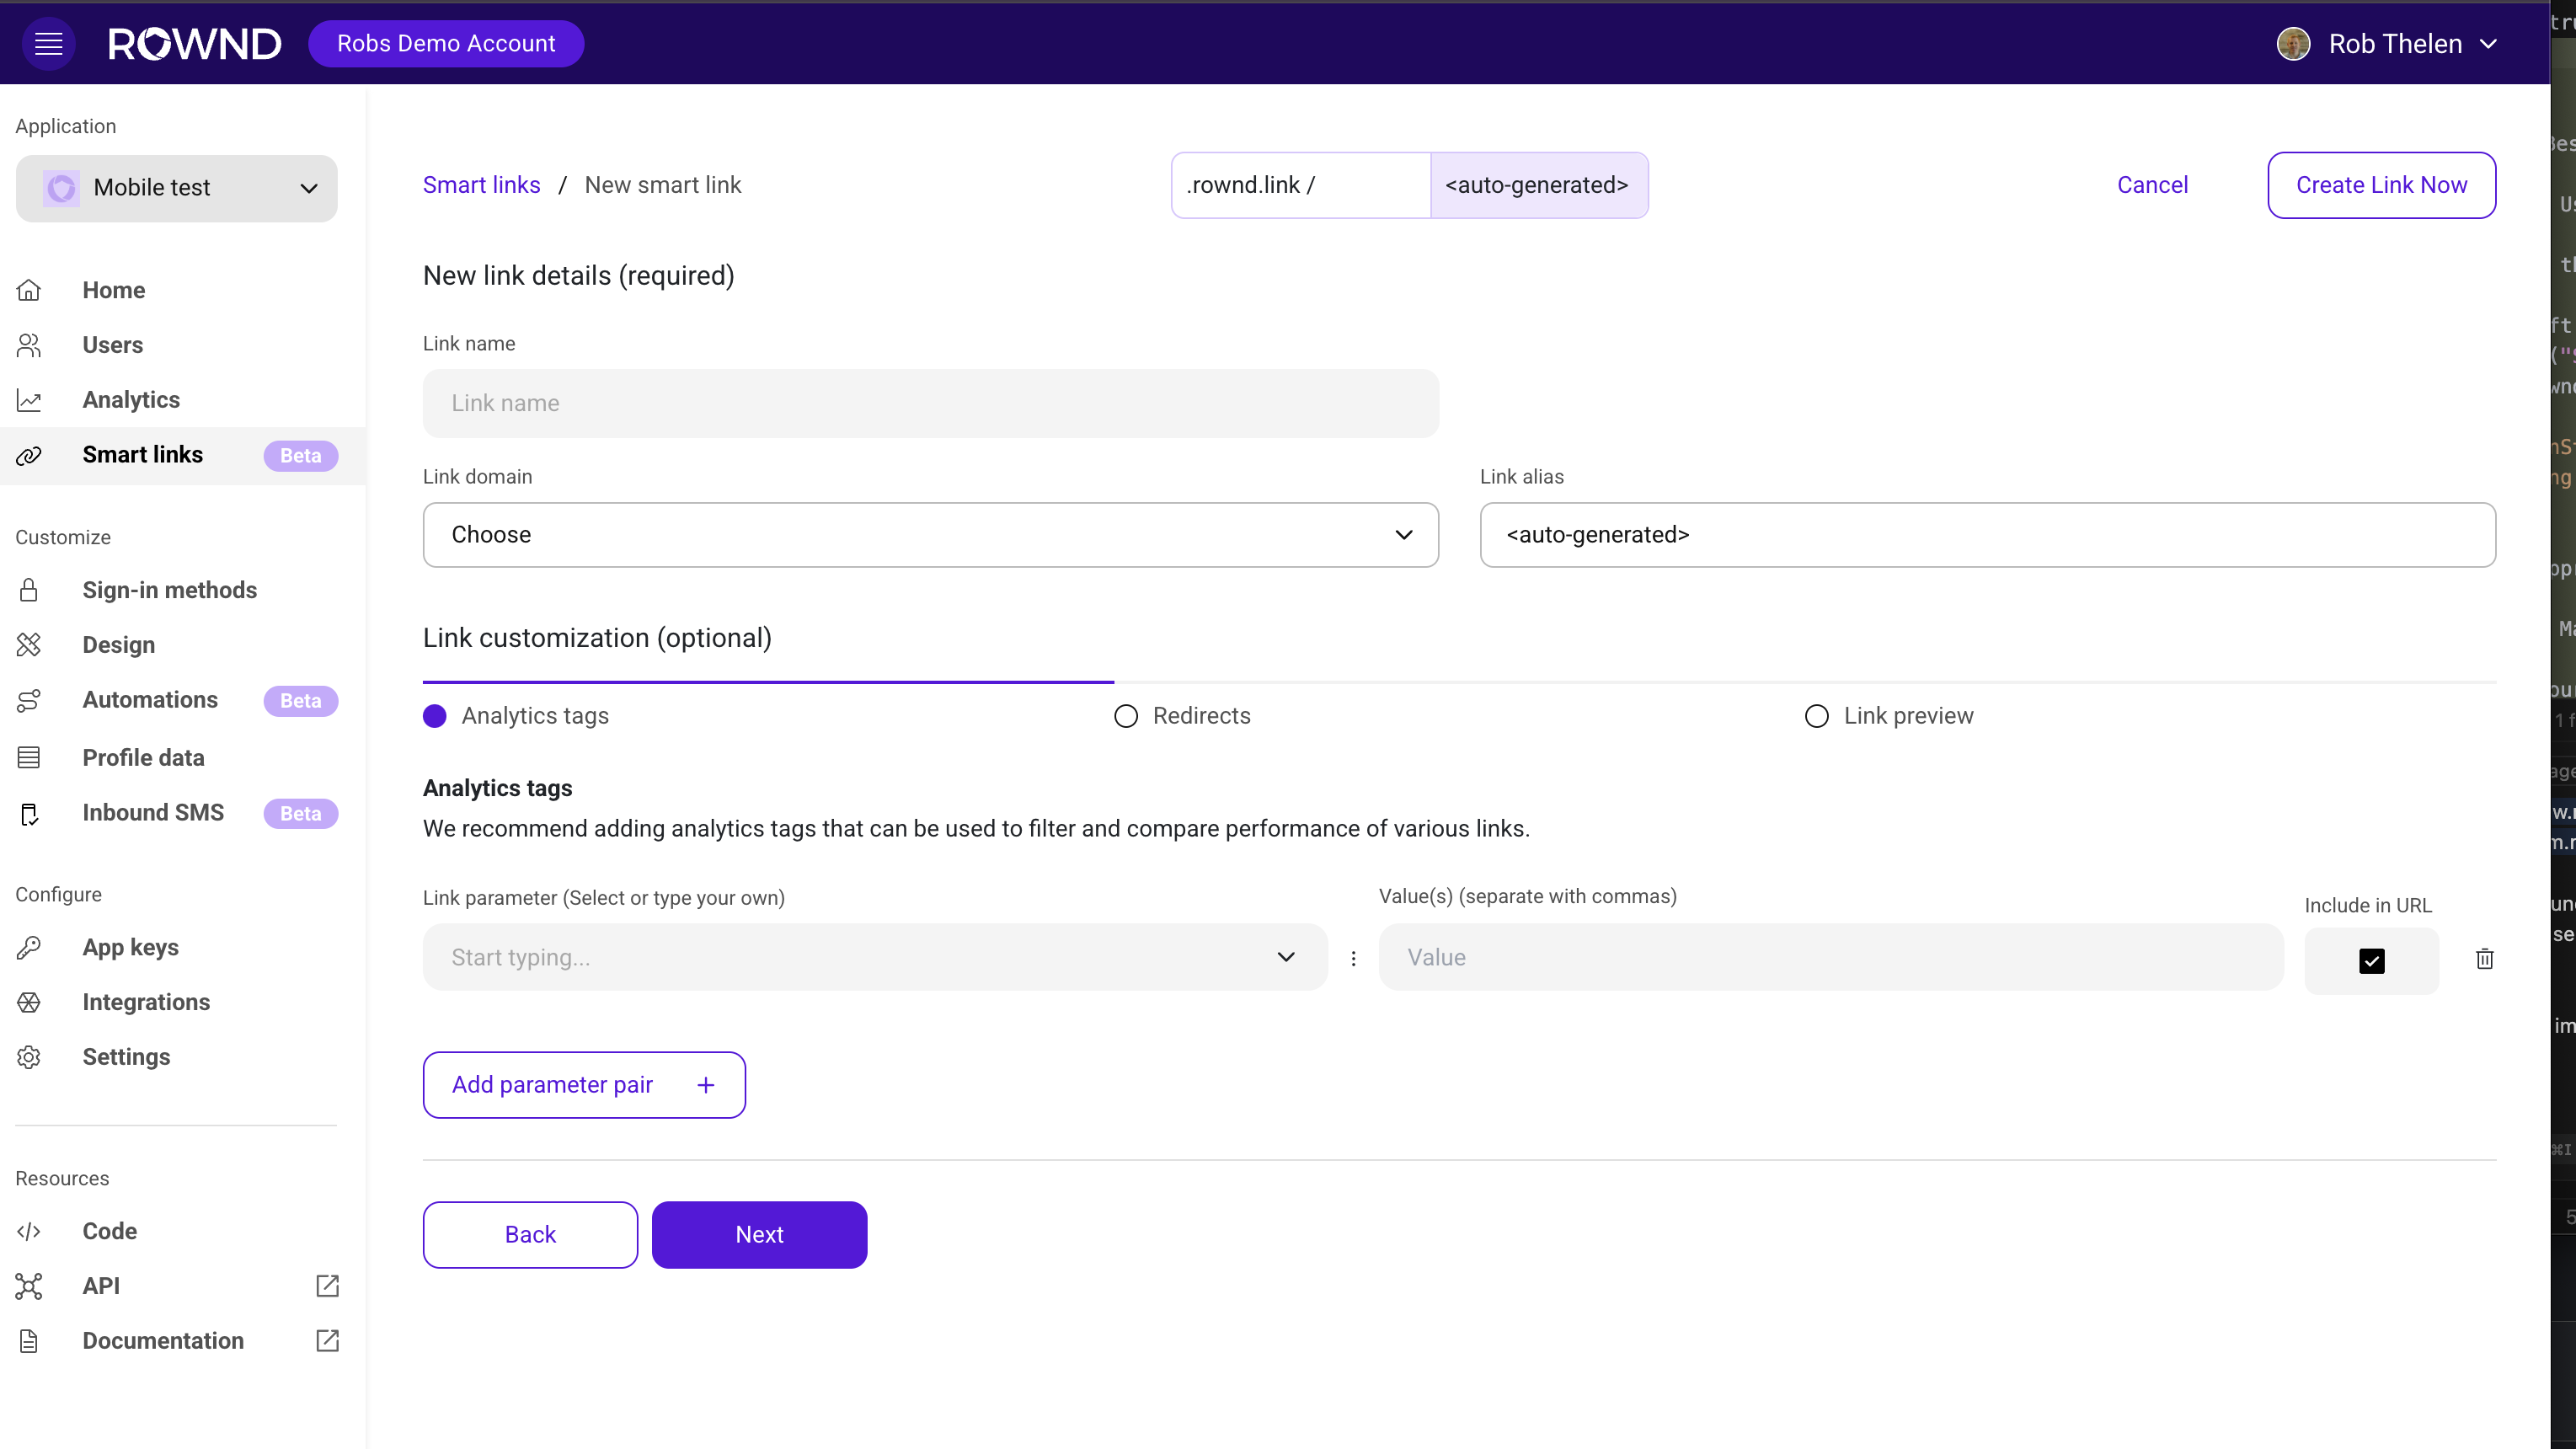 ROWND
Robs Demo Account
Rob Thelen
Application
Mobile test
Home
Users
Analytics
Smart links Beta
Customize
Sign-in methods
Design
Automations Beta
Profile data
Inbound SMS Beta
Configure
App keys
Integrations
Settings
Resources
Code
API
Documentation
Smart links / New smart link
.rownd.link / <auto-generated>
Cancel
Create Link Now
New link details (required)
Link name
Link name
Link domain
Choose
Link alias
<auto-generated>
Link customization (optional)
Analytics tags
Redirects
Link preview
Analytics tags
We recommend adding analytics tags that can be used to filter and compare performance of various links.
Link parameter (Select or type your own)
Start typing...
:
Value(s) (separate with commas)
Value
Include in URL
Add parameter pair +
Back
Next